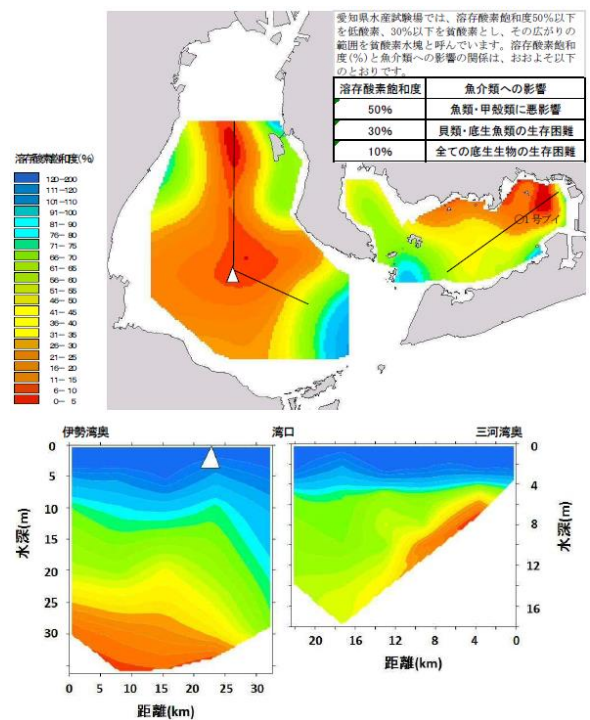 愛知県水産試験場では、溶存酸素飽和度50%以下
を低酸素、30%以下を貧酸素とし、その広がりの
範囲を貧酸素水塊と呼んでいます。溶存酸素飽和
度(%)と魚介類への影響の関係は、おおよそ以下
のとおりです。
溶存酸素飽和度 魚介類への影響
50% 魚類・甲殻類に悪影響
30% 貝類・底生魚類の生存困難
10% 全ての底生生物の生存困難
溶存酸素飽和度(%)
120-200
111-120
101-110
91-100
81-90
76-80
71-75
66-70
61-65
56-60
51-55
46-50
41-45
36-40
31-35
26-30
21-25
16-20
11-15
6-10
0-5
1号ブイ
伊勢湾奥 湾口 三河湾奥
水深(m)
0
5
10
15
20
25
30
0 5 10 15 20 25 30
距離(km)
0
4
8
12
16
水深(m)
20 16 12 8 4 0
距離(km)